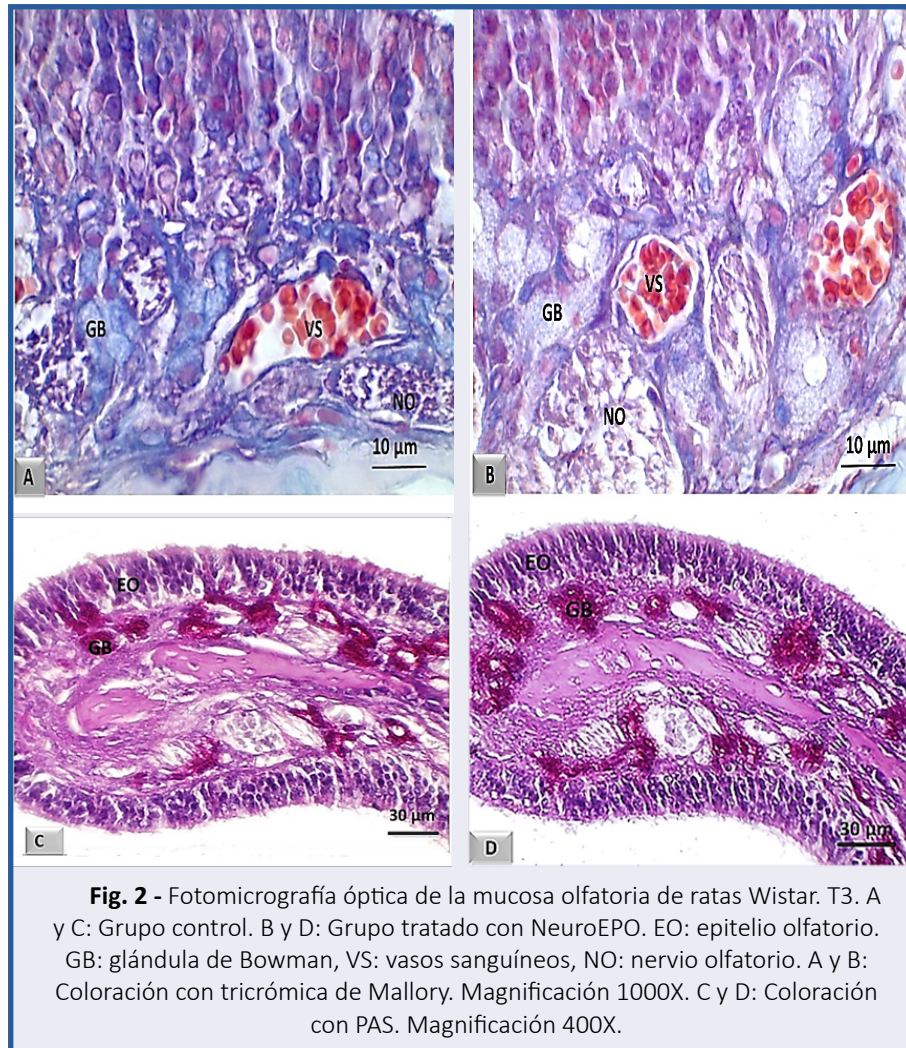 GB
VS
NO
10 µm
A
VS
GB
NO
10 µm
B
EO
GB
30 µm
C
EO
GB
30 µm
D
Fig. 2 - Fotomicrografía óptica de la mucosa olfatoria de ratas Wistar. T3. A
y C: Grupo control. B y D: Grupo tratado con NeuroEPO. EO: epitelio olfatorio.
GB: glándula de Bowman, VS: vasos sanguíneos, NO: nervio olfatorio. A y B:
Coloración con tricrómica de Mallory. Magnificación 1000X. C y D: Coloración
con PAS. Magnificación 400X.